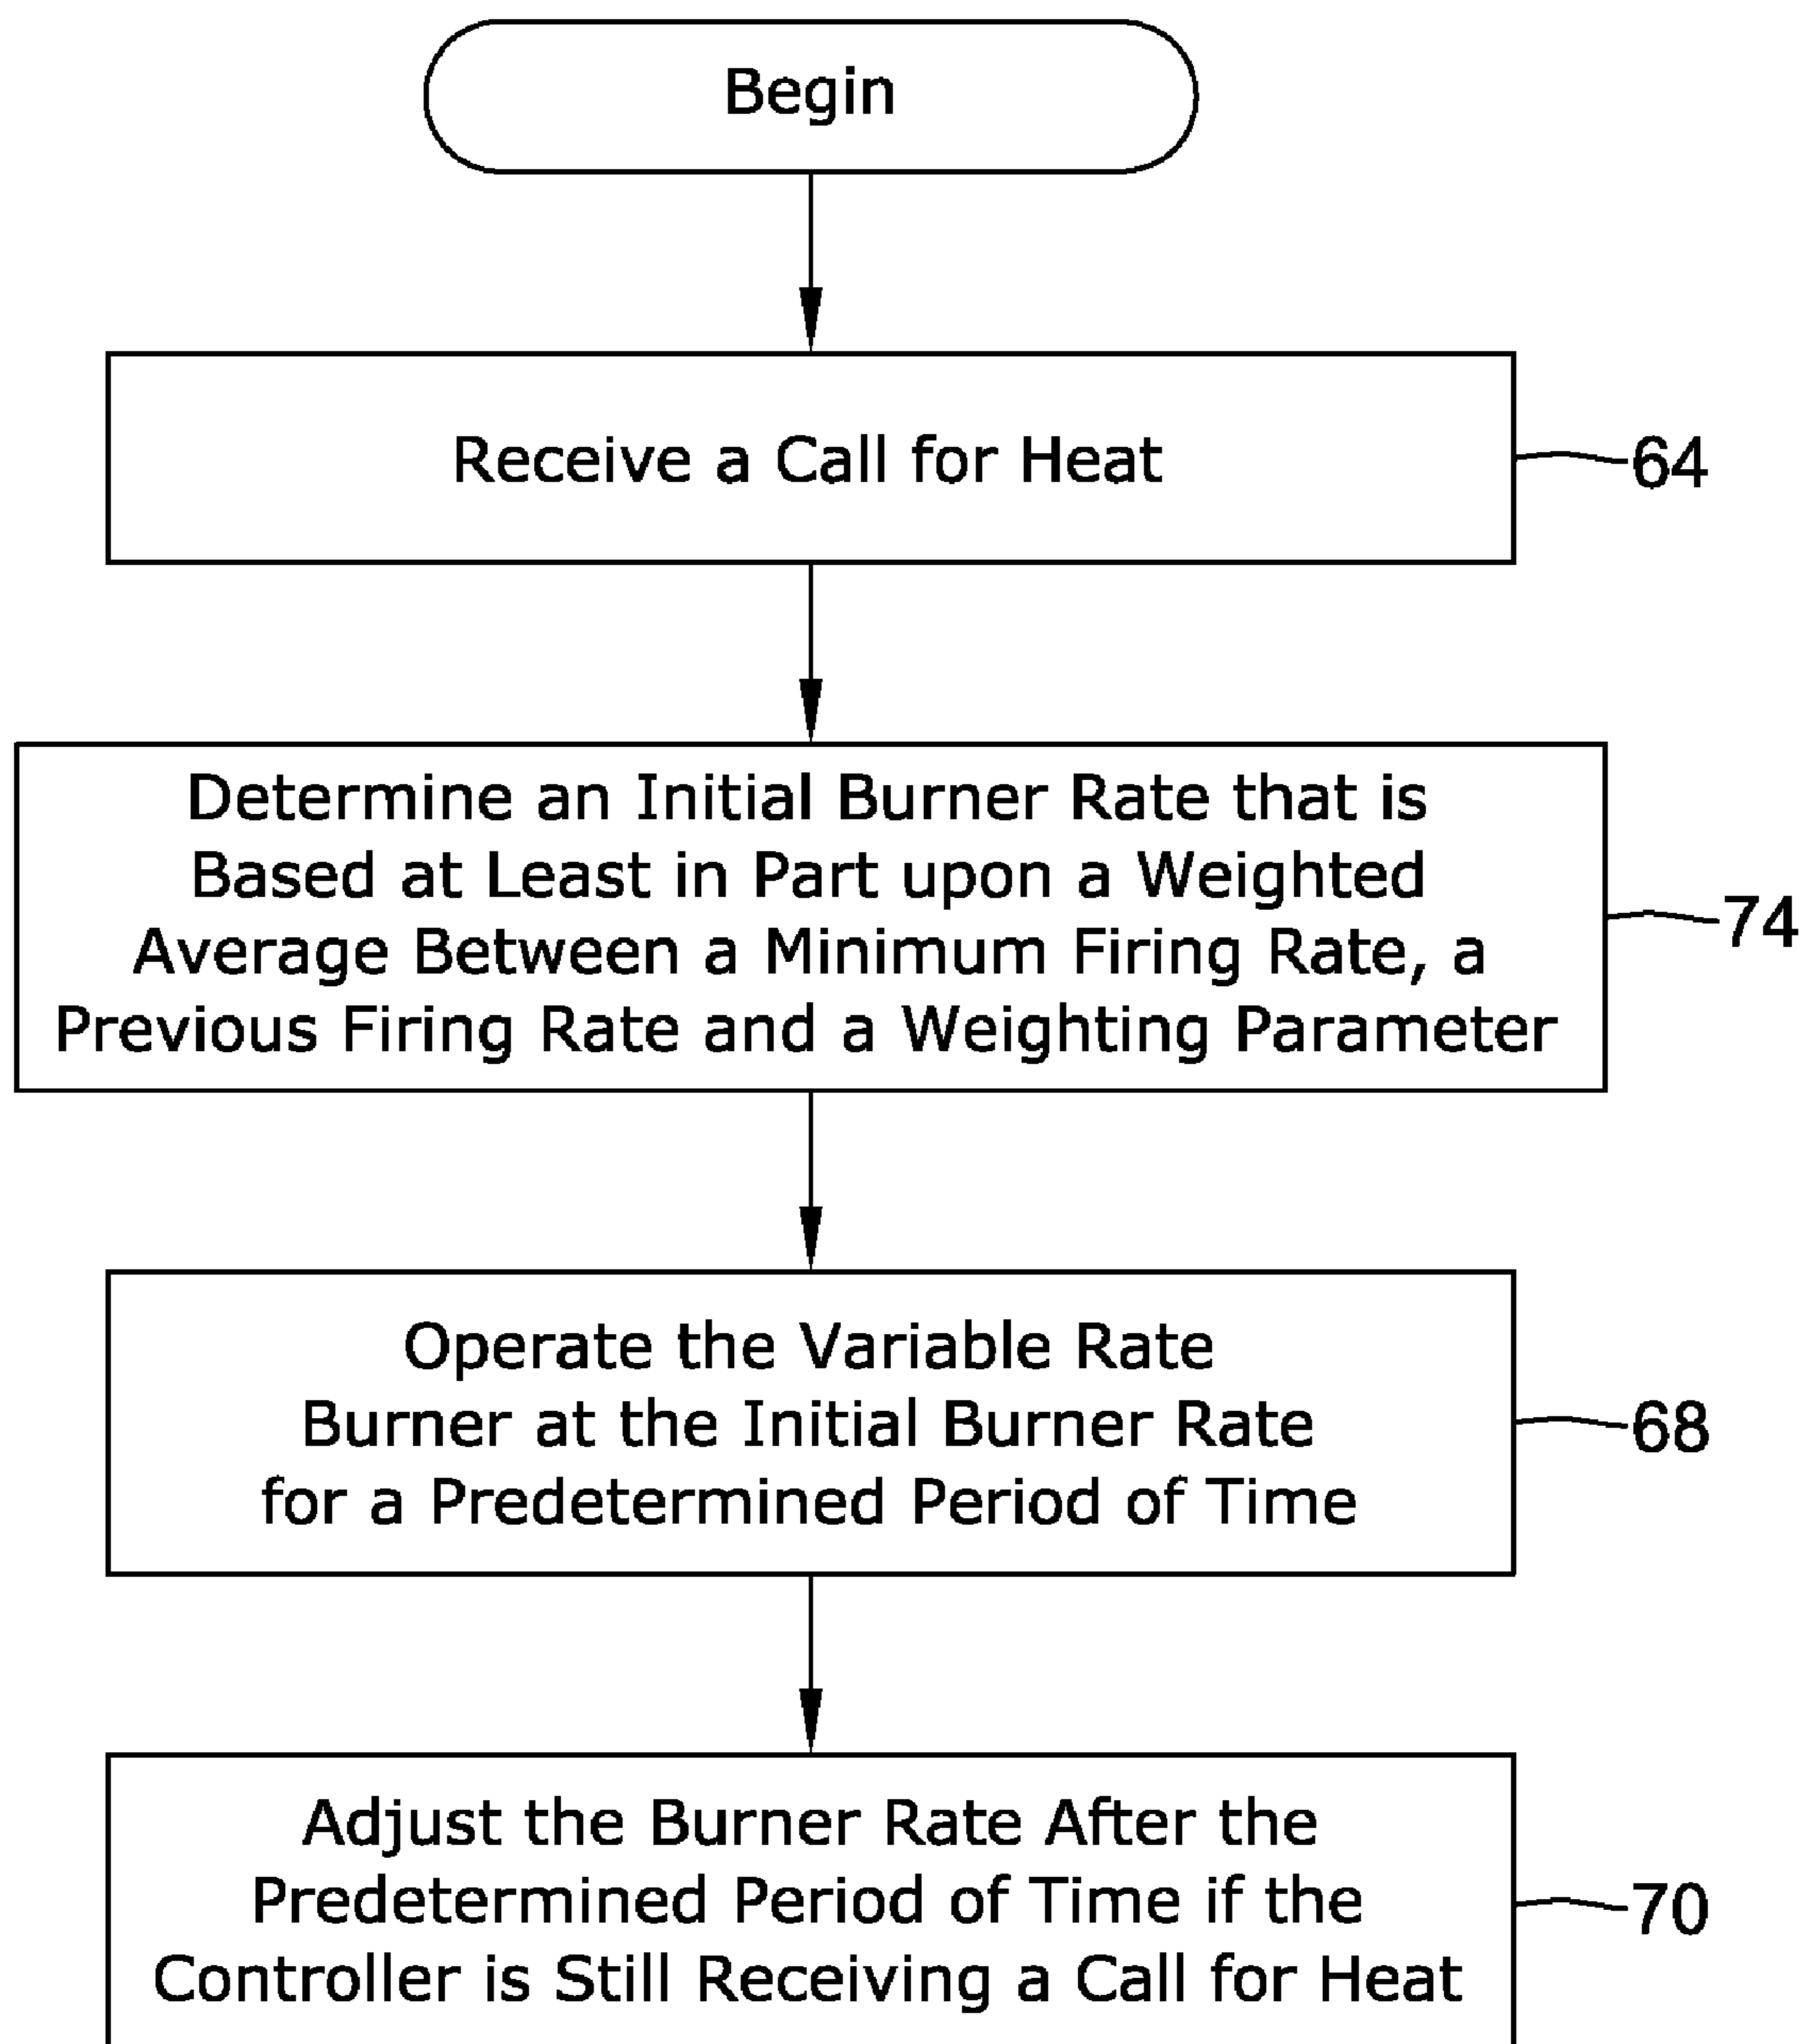 Begin
Receive a Call for Heat
64
Determine an Initial Burner Rate that is
Based at Least in Part upon a Weighted
Average Between a Minimum Firing Rate, a
Previous Firing Rate and a Weighting Parameter
74
Operate the Variable Rate
Burner at the Initial Burner Rate
for a Predetermined Period of Time
68
Adjust the Burner Rate After the
Predetermined Period of Time if the
Controller is Still Receiving a Call for Heat
70